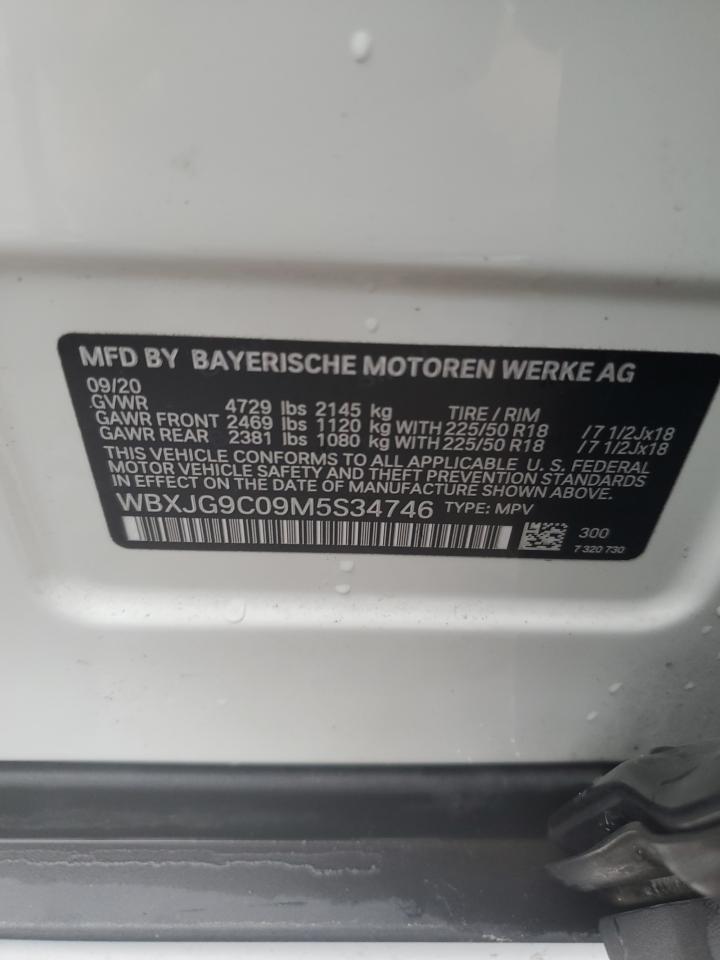 MFD BY BAYERISCHE MOTOREN WERKE AG
09/20
GVWR 4729 lbs 2145 kg TIRE / RIM
GAWR FRONT 2469 lbs 1120 kg WITH 225/50 R18 /7 1/2Jx18
GAWR REAR 2381 lbs 1080 kg WITH 225/50 R18 /7 1/2Jx18
THIS VEHICLE CONFORMS TO ALL APPLICABLE U. S. FEDERAL
MOTOR VEHICLE SAFETY AND THEFT PREVENTION STANDARDS
IN EFFECT ON THE DATE OF MANUFACTURE SHOWN ABOVE.
WBXJG9C09M5S34746 TYPE: MPV
300
7 320 730